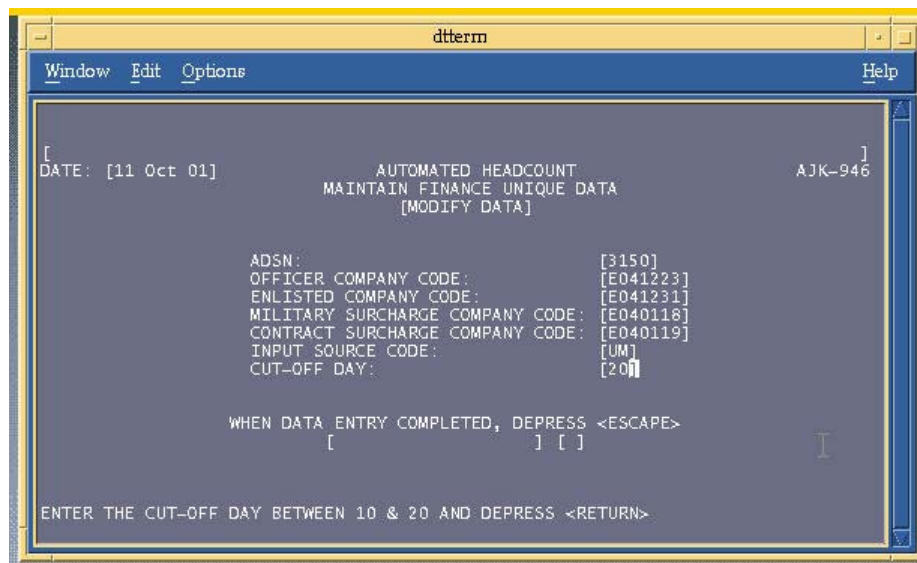 dtterm
Window Edit Options Help
[ ]
DATE: [11 Oct 01] AUTOMATED HEADCOUNT AJK-946
MAINTAIN FINANCE UNIQUE DATA
[MODIFY DATA]
ADSN: [3150]
OFFICER COMPANY CODE: [E041223]
ENLISTED COMPANY CODE: [E041231]
MILITARY SURCHARGE COMPANY CODE: [E040118]
CONTRACT SURCHARGE COMPANY CODE: [E040119]
INPUT SOURCE CODE: [UM]
CUT-OFF DAY: [20]
WHEN DATA ENTRY COMPLETED, DEPRESS <ESCAPE>
[ ] [ ]
ENTER THE CUT-OFF DAY BETWEEN 10 & 20 AND DEPRESS <RETURN>